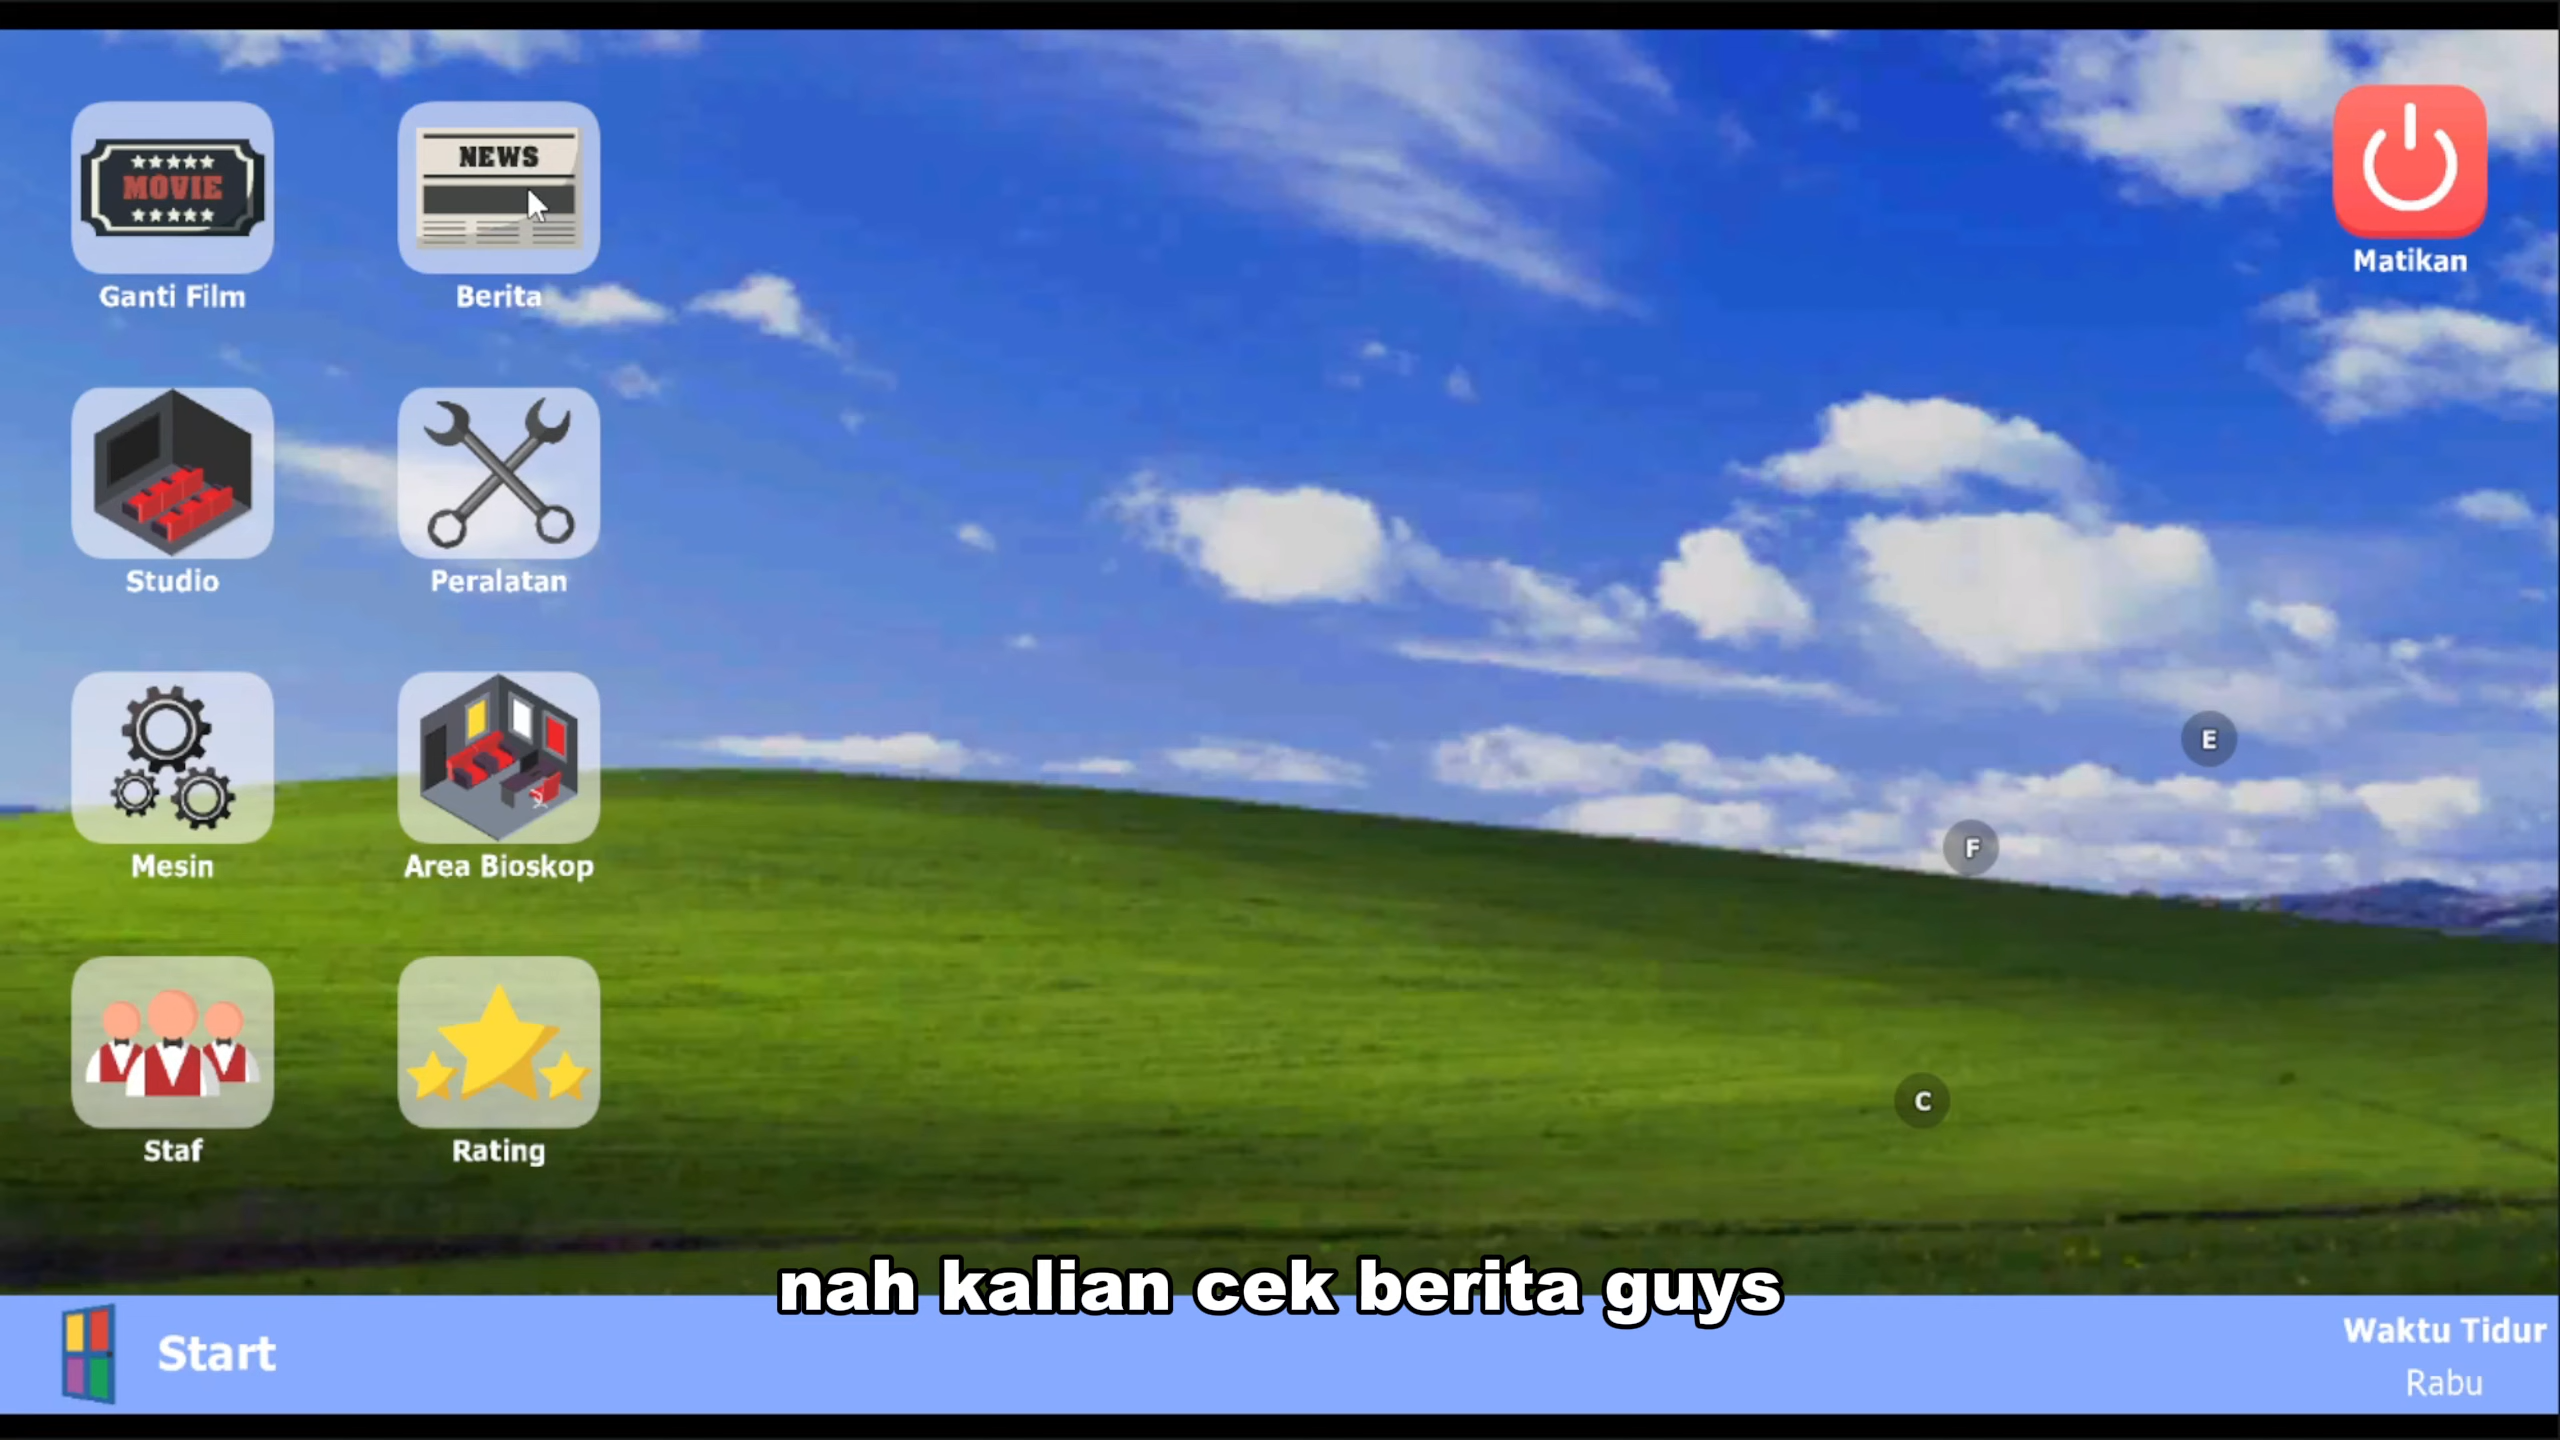 MOVIE
NEWS
Ganti Film
Berita
Matikan
Studio
Peralatan
Mesin
Area Bioskop
E
F
C
Staf
Rating
nah kalian cek berita guys
Start
Waktu Tidur
Rabu